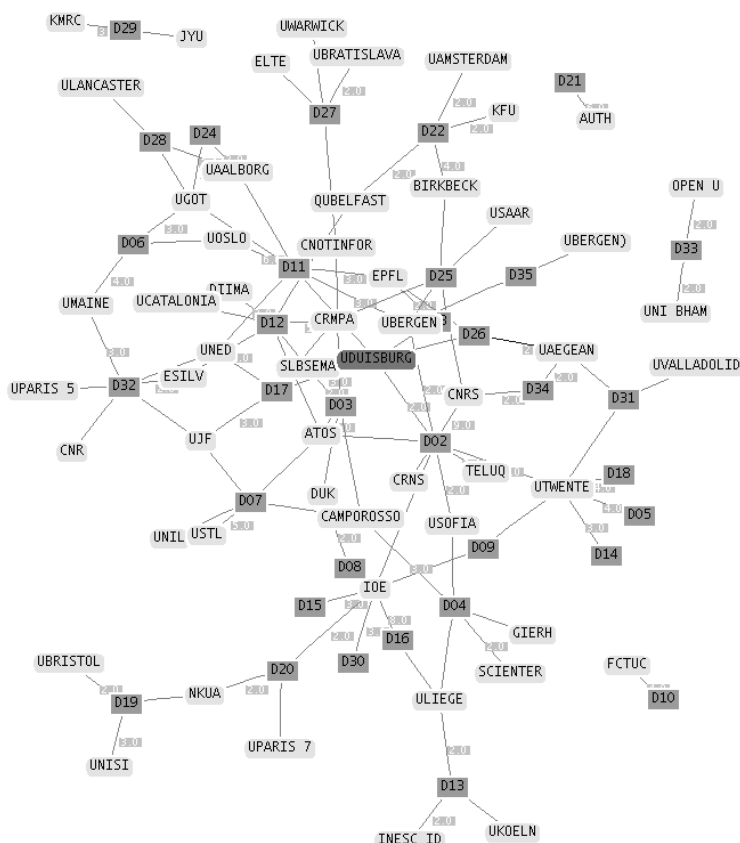 KMRC
D29
3
JYU
UWARWICK
ELTE
UBRATISLAVA
UAMSTERDAM
2.0
D27
ULANCASTER
D21
AUTH
2.0
KFU
D22
2.0
D28
D24
UAALBORG
2.0
4.0
BIRKBECK
OPEN U
UGOT
QUBELFAST
3.0
USAAR
2.0
D06
UOSLO
CNOTINFOR
UBERGEN)
D33
D11
EPFL
3.0
D25
D35
2.0
4.0
UMAINE
DIIMA
UCATALONIA
3.0
UNI BHAM
D12
CRMPA
UBERGEN
D26
3.0
UNED
UDUISBURG
2
UAEGEAN
UPARIS 5
D32
ESILV
SLBSEMA
2.0
UVALLADOLID
D17
CNRS
D34
D31
2.0
D03
3.0
9.0
CNR
UJF
ATOS
D02
CRNS
TELUQ
D18
UTWENTE
4.0
D07
DUK
2.0
4.0
D05
UNIL
USTL
5.0
CAMPOROSSO
USOFIA
3.0
2.0
D09
D14
D08
3.0
IOE
D15
3.0
D04
2.0
D16
GIERH
UBRISTOL
D20
D30
2.0
SCIENTER
FCTUC
2.0
D19
NKUA
2.0
ULIEGE
D10
3.0
UPARIS 7
UNISI
2.0
D13
INESC ID
2.0
UKOELN